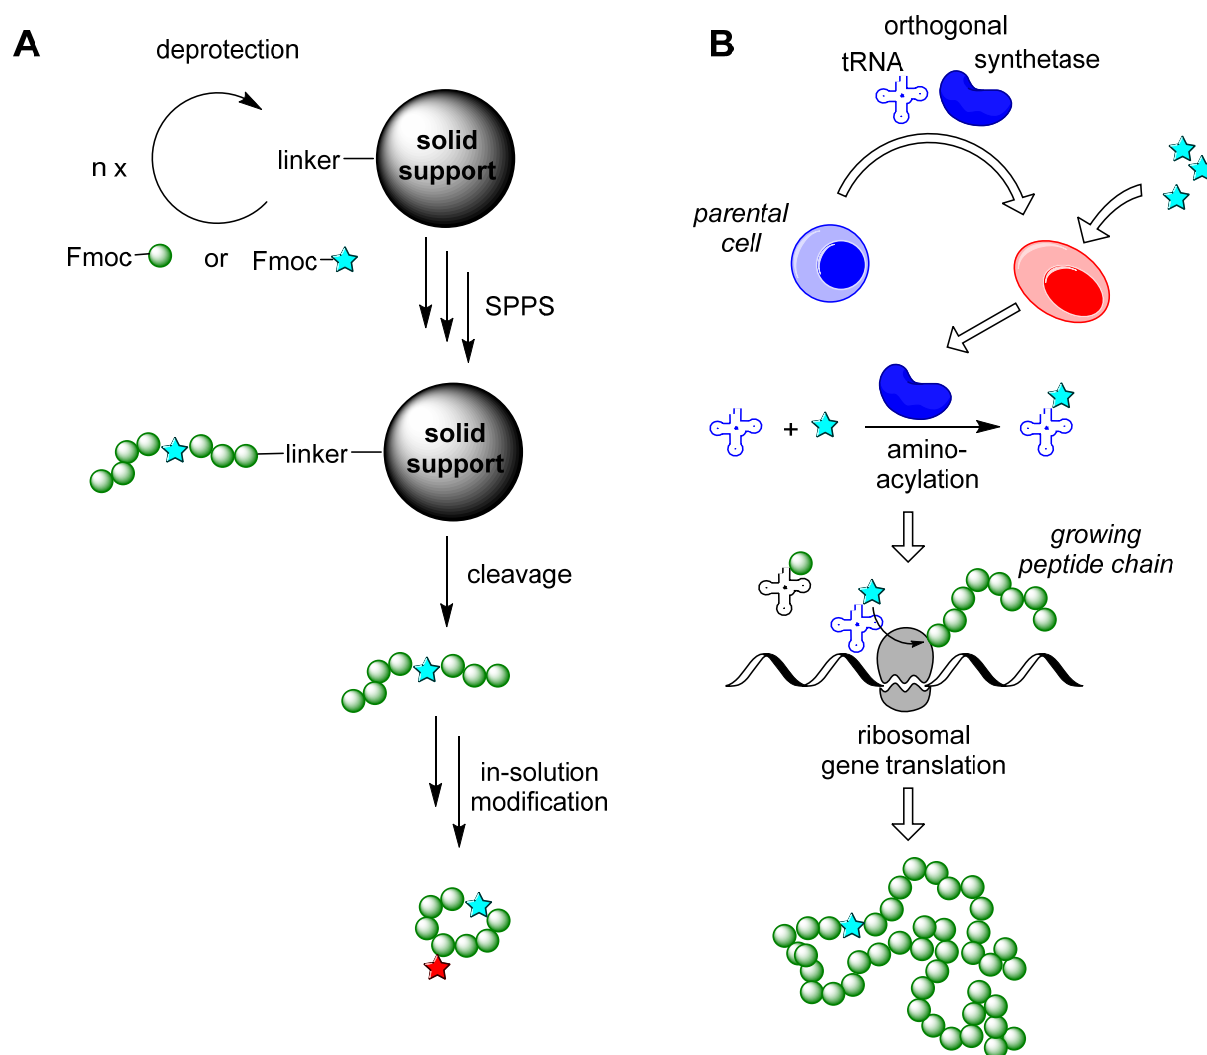 A
deprotection
n x
linker
solid
support
Fmoc
or
Fmoc
SPPS
linker
solid
support
cleavage
in-solution
modification
B
orthogonal
tRNA
synthetase
parental
cell
+
amino-
acylation
growing
peptide chain
ribosomal
gene translation